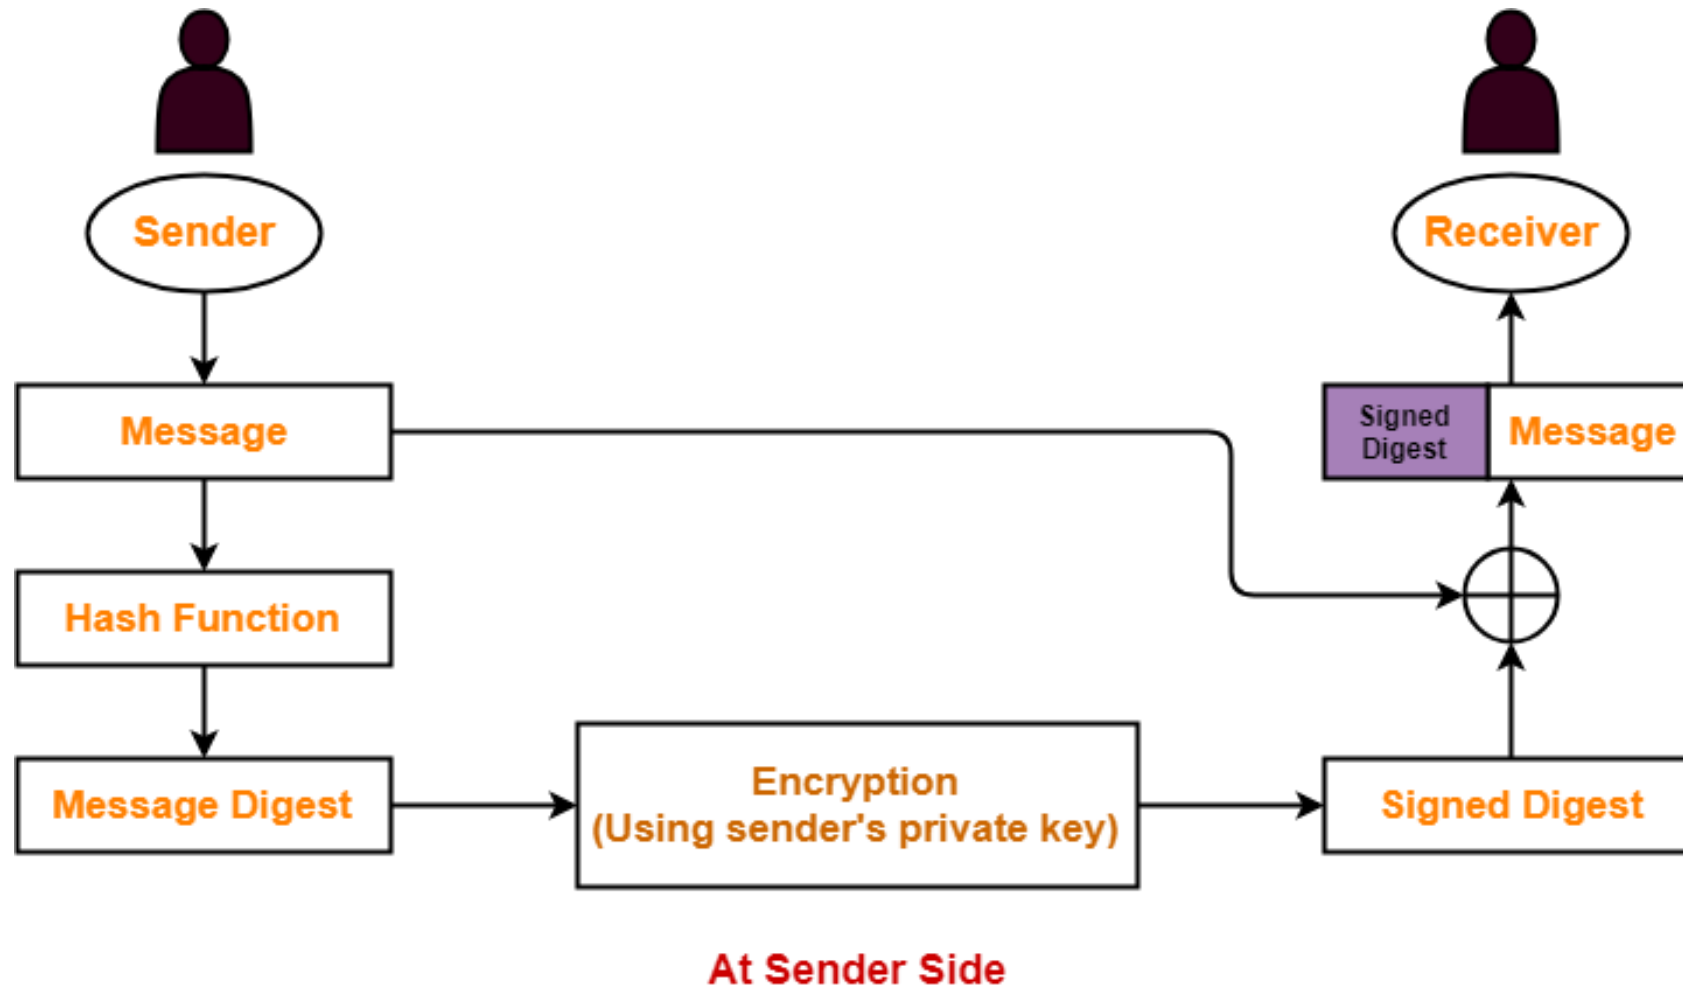 Sender
Receiver
Message
Signed
Digest
Message
Hash Function
Message Digest
Encryption
(Using sender's private key)
Signed Digest
At Sender Side